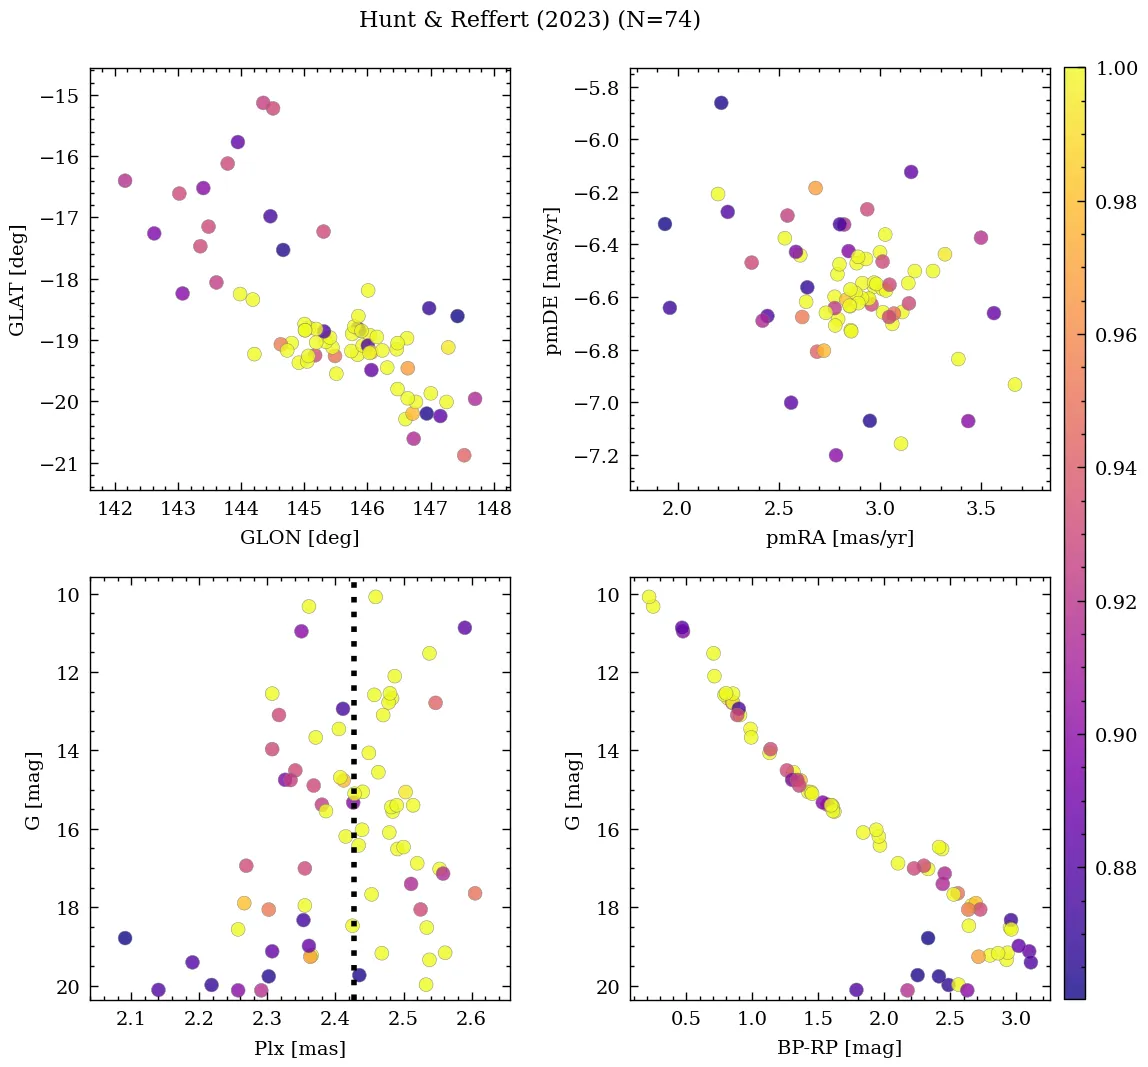 Hunt & Reffert (2023) (N=74)
−15
−16
−17
−18
−19
−20
−21
GLAT [deg]
142 143 144 145 146 147 148
GLON [deg]
−5.8
−6.0
−6.2
−6.4
−6.6
−6.8
−7.0
−7.2
pmDE [mas/yr]
2.0 2.5 3.0 3.5
pmRA [mas/yr]
1.00
0.98
0.96
0.94
0.92
0.90
0.88
10
12
14
16
18
20
G [mag]
2.1 2.2 2.3 2.4 2.5 2.6
Plx [mas]
10
12
14
16
18
20
G [mag]
0.5 1.0 1.5 2.0 2.5 3.0
BP-RP [mag]